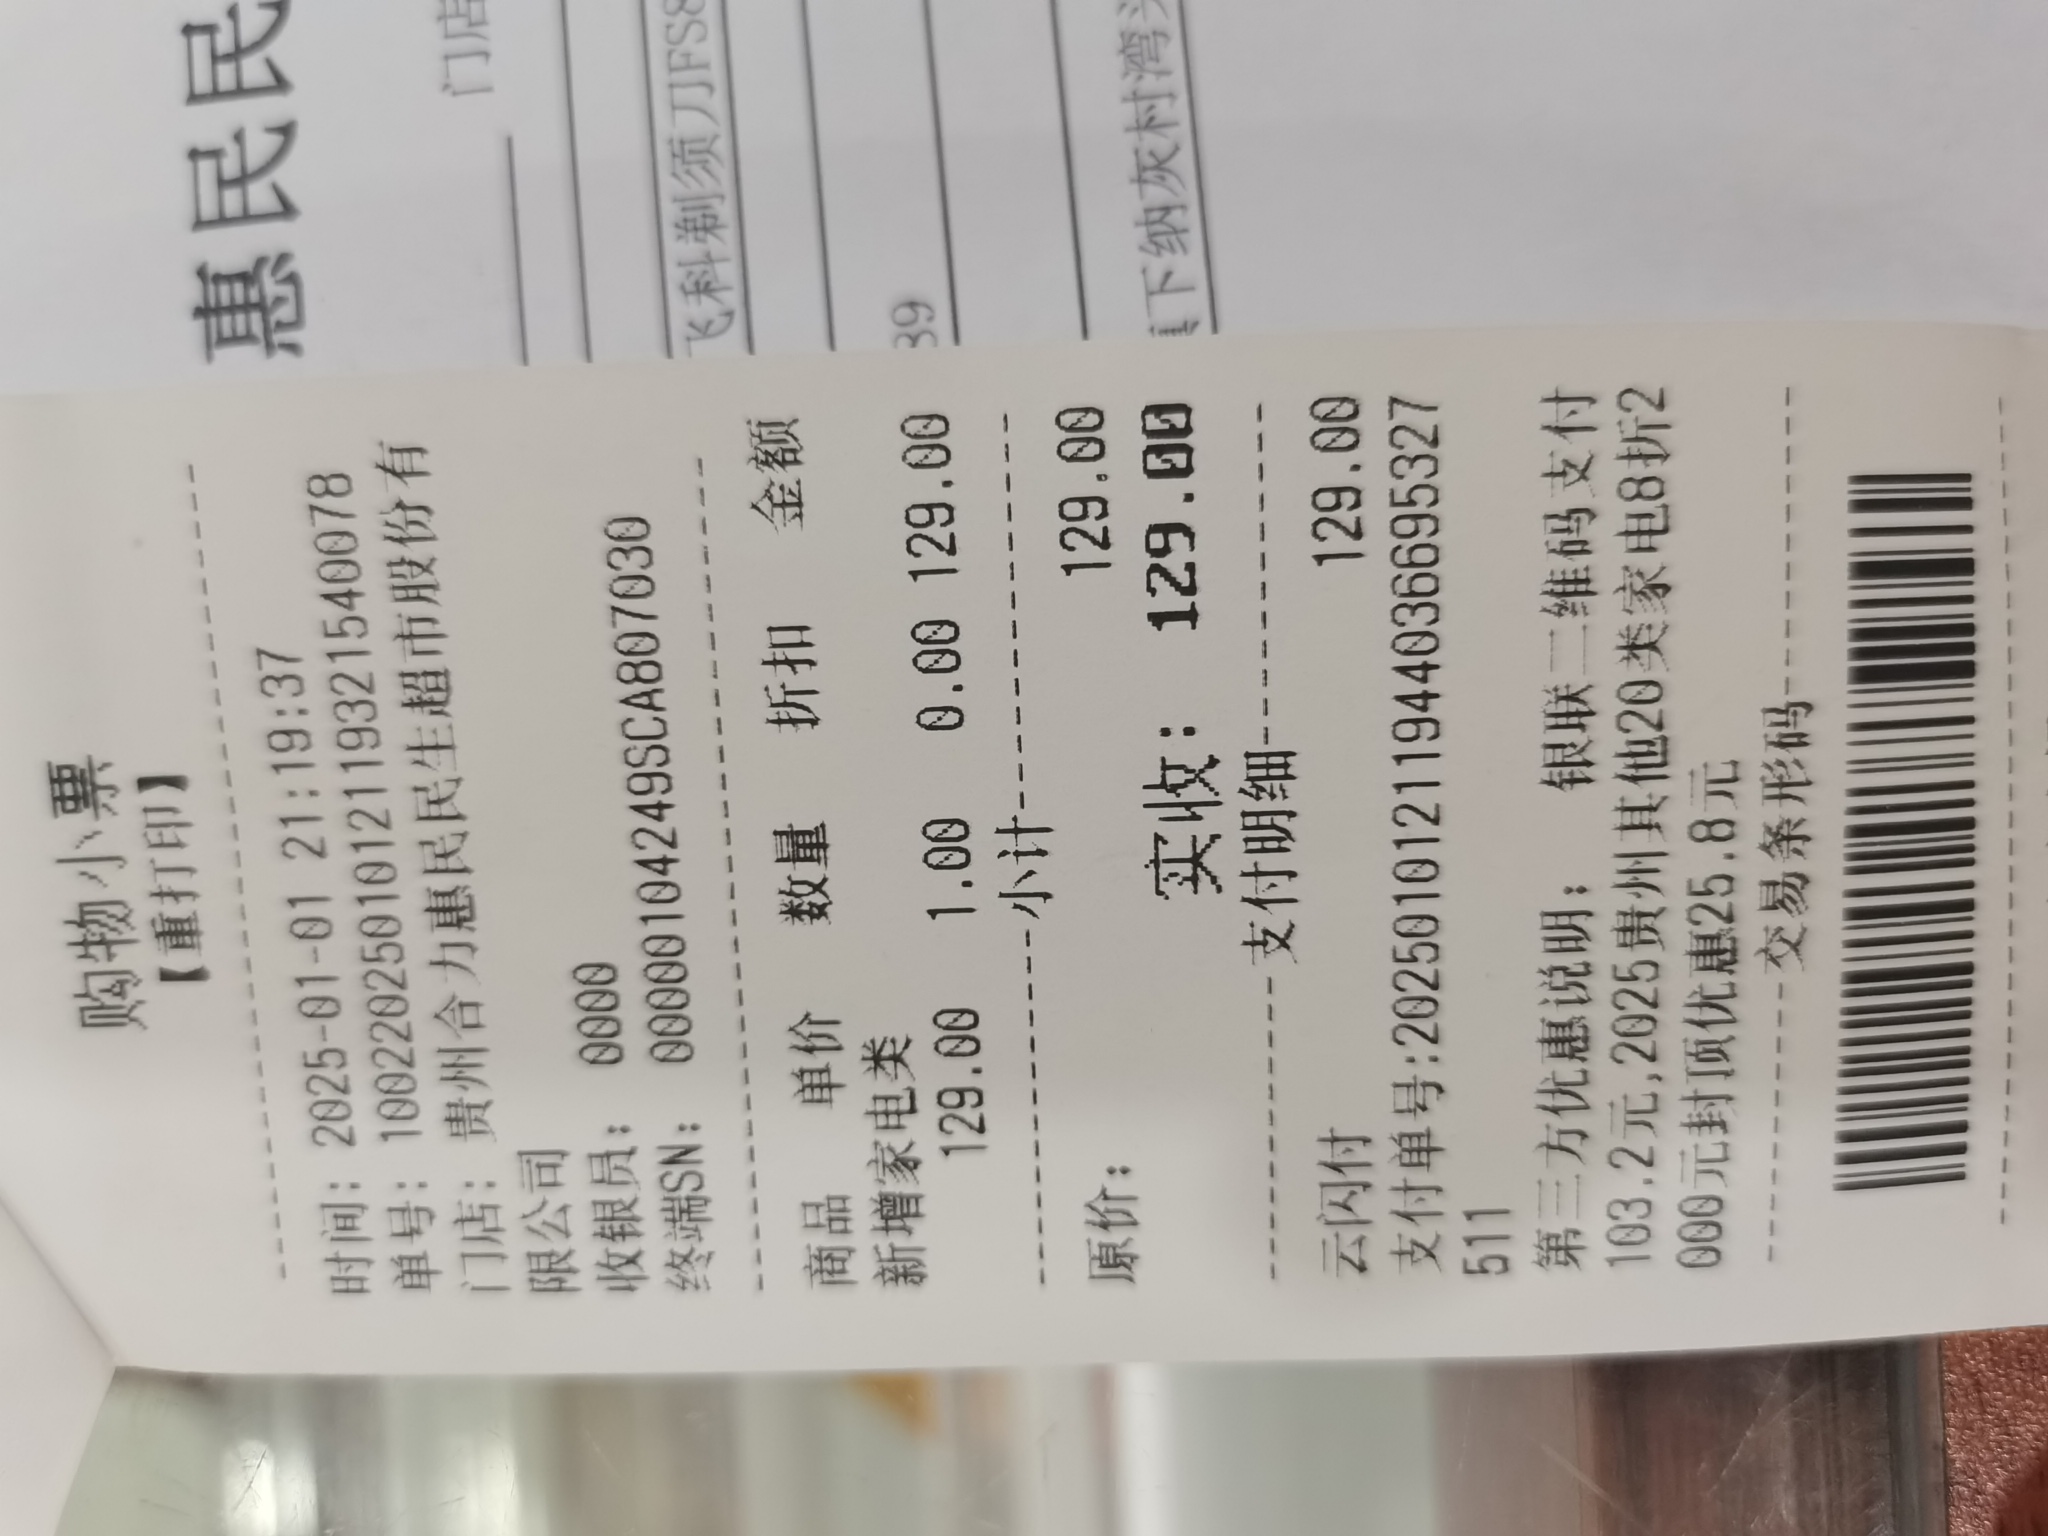 购物小票
【重打印】
时间: 2025-01-01 21:19:37
单号: 1002202501012119321540078
门店: 贵州合力惠民民生超市股份有
限公司
收银员: 0000
终端SN: 00000104249SCA807030
商品 单价 数量 折扣 金额
新增家电类
129.00 1.00 0.00 129.00
小计
原价: 129.00
实收: 129.00
支付明细
云闪付 129.00
支付单号:20250101211944036695327
511
第三方优惠说明: 银联二维码支付
103.2元,2025贵州其他20类家电8折2
000元封顶优惠25.8元
交易条形码
惠民民
门店
飞科剃须刀FS8
39
下纳灰村湾